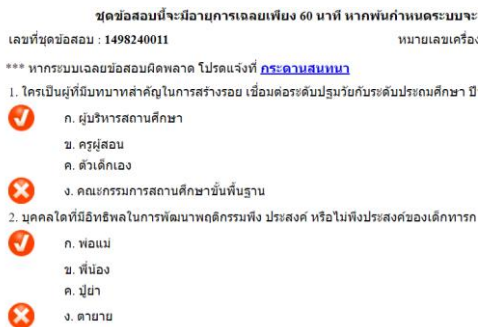 ชุดข้อสอบนี้จะมีอายุการเฉลยเพียง 60 นาที หากพ้นกำหนดระบบจะ
เลขที่ชุดข้อสอบ : 1498240011 หมายเลขเครื่อง
*** หากระบบเฉลยข้อสอบผิดพลาด โปรดแจ้งที่ กระดานสนทนา
1. ใครเป็นผู้ที่มีบทบาทสำคัญในการสร้างรอย เชื่อมต่อระดับปฐมวัยกับระดับประถมศึกษา ปี
ก. ผู้บริหารสถานศึกษา
ข. ครูผู้สอน
ค. ตัวเด็กเอง
ง. คณะกรรมการสถานศึกษาขั้นพื้นฐาน
2. บุคคลใดที่มีอิทธิพลในการพัฒนาพฤติกรรมพึง ประสงค์ หรือไม่พึงประสงค์ของเด็กทารก
ก. พ่อแม่
ข. พี่น้อง
ค. ปู่ย่า
ง. ตายาย